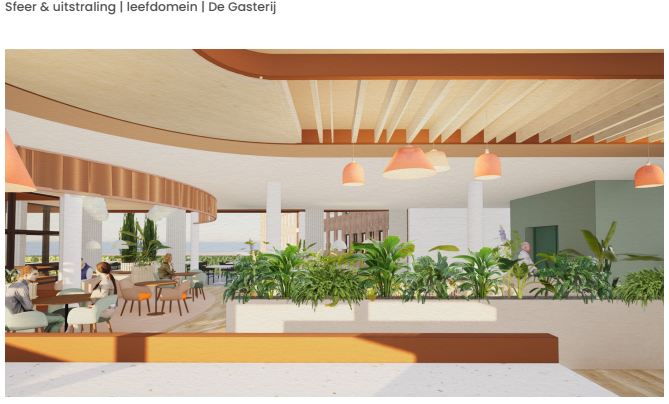 Sfeer & uitstraling | leefdomein | De Gasterij